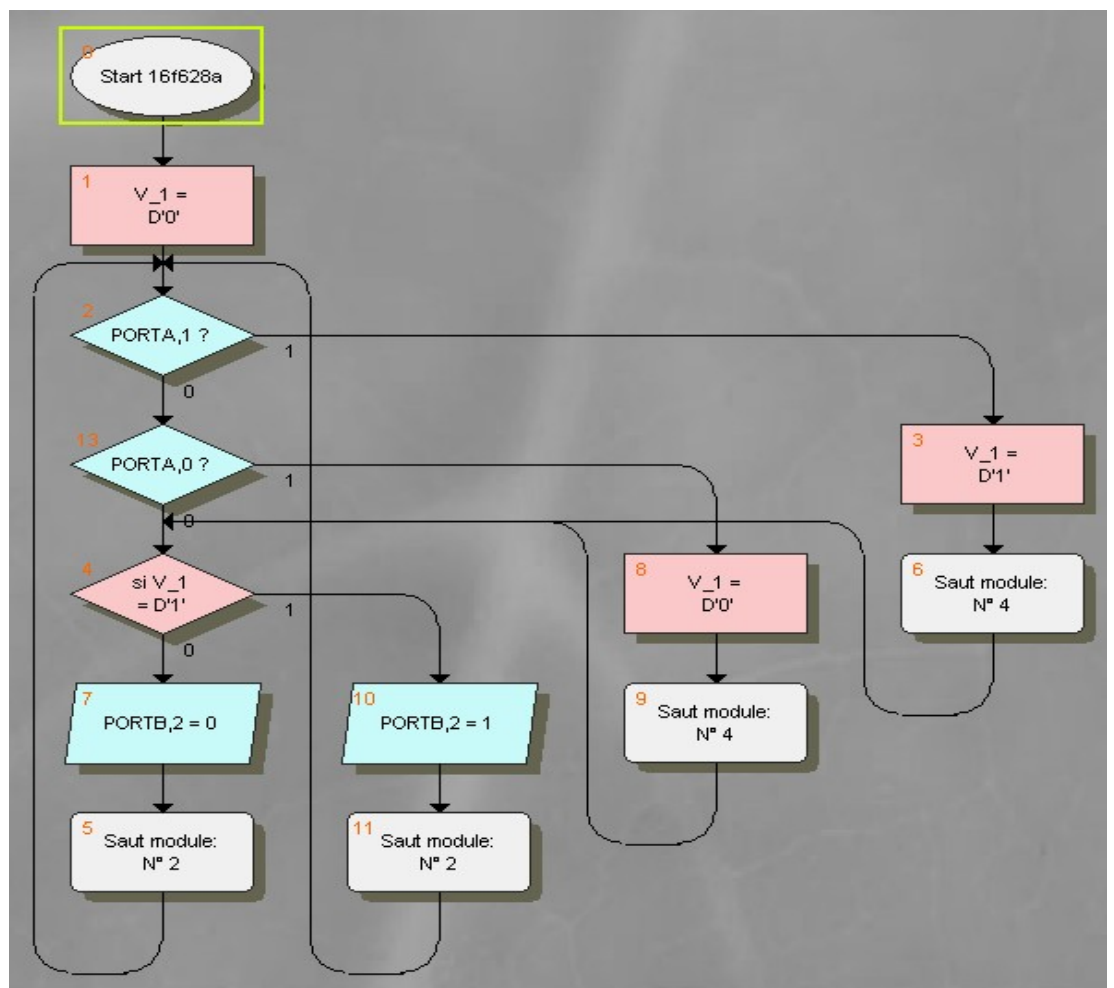 0
Start 16f628a
1
V_1 =
D'0'
2
PORTA,1 ?
1
0
13
PORTA,0 ?
1
0
3
V_1 =
D'1'
4
si V_1
= D'1'
1
0
8
V_1 =
D'0'
6
Saut module:
N° 4
7
PORTB,2 = 0
10
PORTB,2 = 1
9
Saut module:
N° 4
5
Saut module:
N° 2
11
Saut module:
N° 2